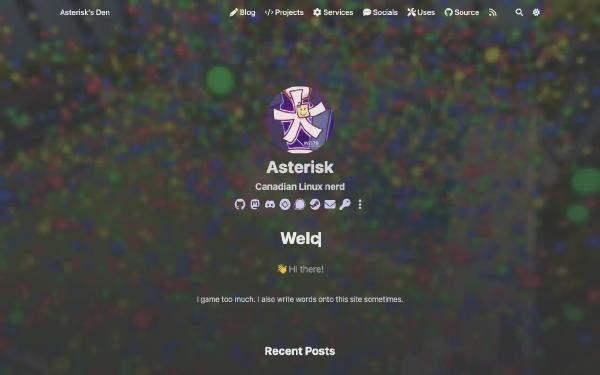 Asterisk's Den
Blog
Projects
Services
Socials
Uses
Source
Asterisk
Canadian Linux nerd
Welc
Hi there!
I game too much. I also write words onto this site sometimes.
Recent Posts